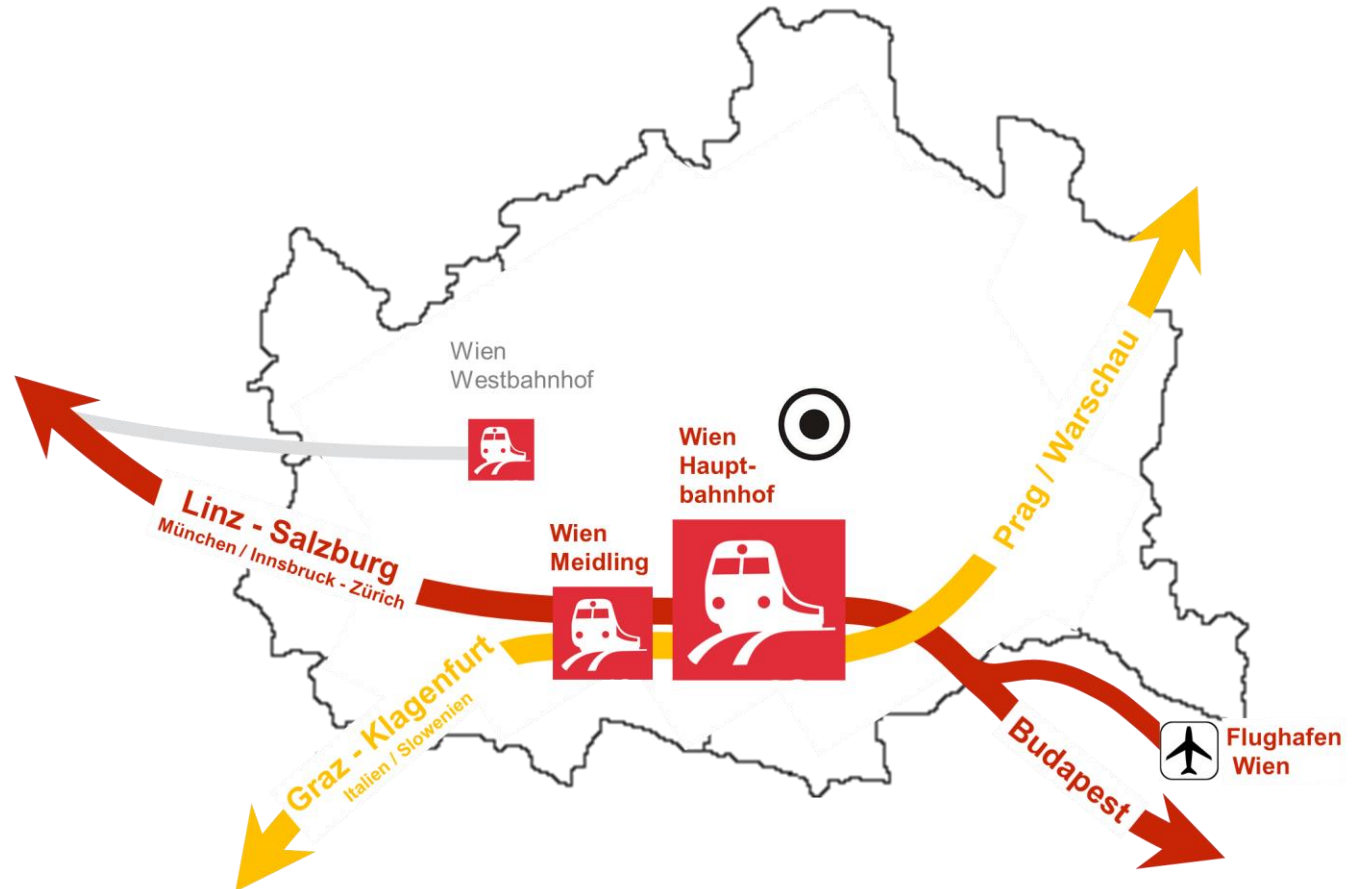 Wien
Westbahnhof
Wien
Haupt-
bahnhof
Wien
Meidling
Prag / Warschau
Linz - Salzburg
München / Innsbruck - Zürich
Graz - Klagenfurt
Italien / Slowenien
Budapest
Flughafen
Wien